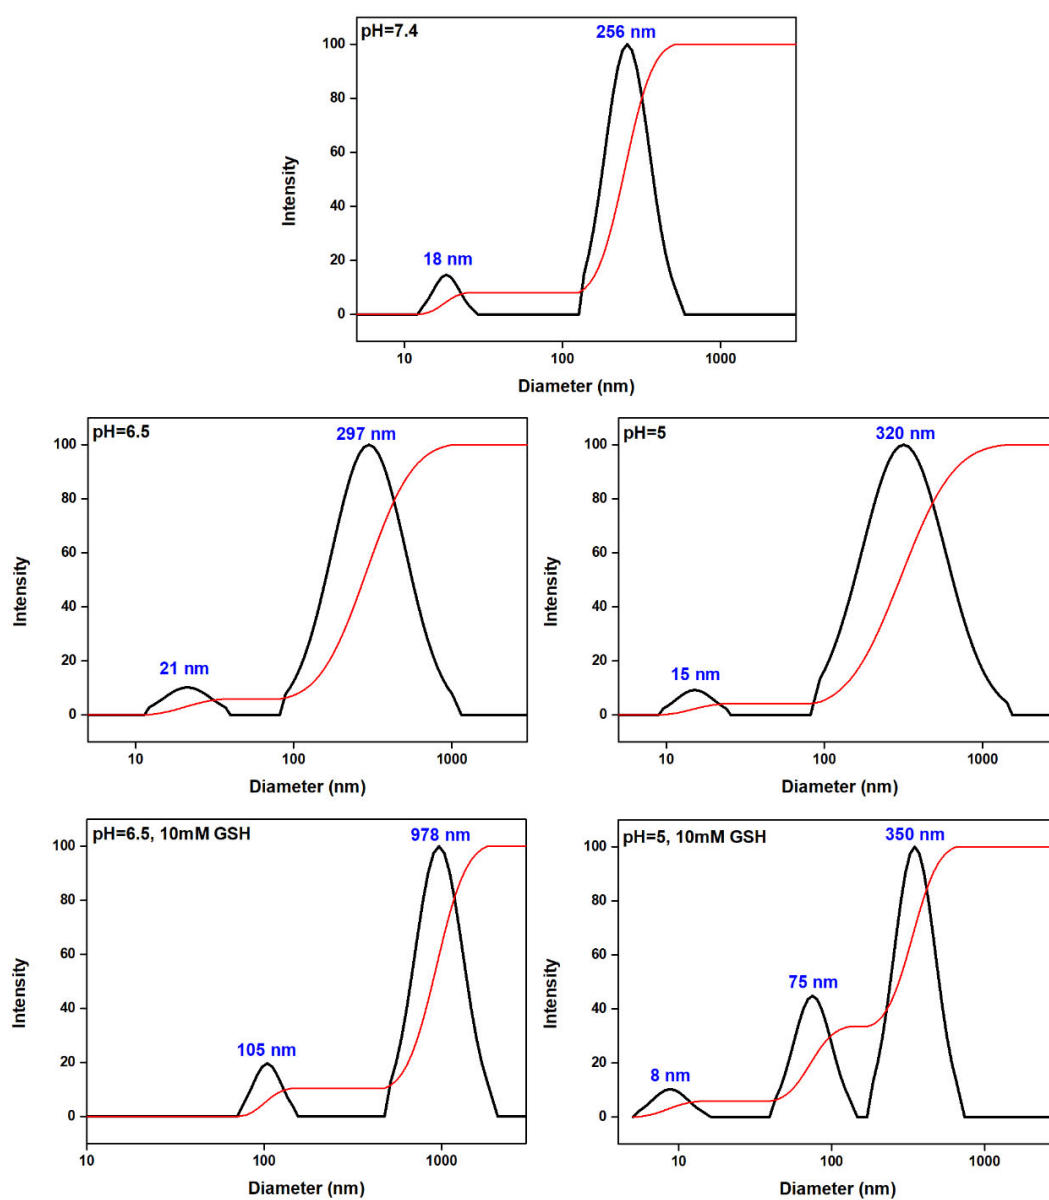 pH=7.4
256 nm
18 nm
100
80
60
40
20
0
Intensity
10
100
1000
Diameter (nm)
pH=6.5
297 nm
21 nm
100
80
60
40
20
0
Intensity
10
100
1000
Diameter (nm)
pH=5
320 nm
15 nm
100
80
60
40
20
0
Intensity
10
100
1000
Diameter (nm)
pH=6.5, 10mM GSH
978 nm
105 nm
100
80
60
40
20
0
Intensity
10
100
1000
Diameter (nm)
pH=5, 10mM GSH
350 nm
75 nm
8 nm
100
80
60
40
20
0
Intensity
10
100
1000
Diameter (nm)